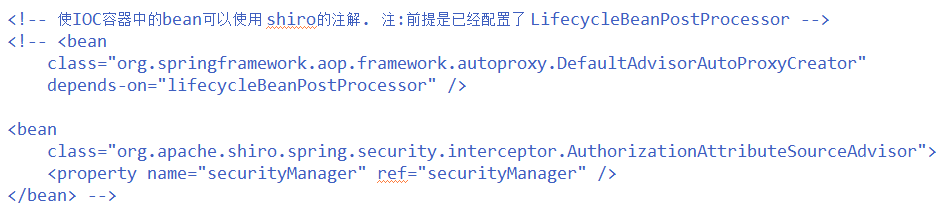 <!-- 使IOC容器中的bean可以使用 shiro的注解. 注:前提是已经配置了 LifecycleBeanPostProcessor -->
<!-- <bean
    class="org.springframework.aop.framework.autoproxy.DefaultAdvisorAutoProxyCreator"
    depends-on="lifecycleBeanPostProcessor" />

<bean
    class="org.apache.shiro.spring.security.interceptor.AuthorizationAttributeSourceAdvisor">
    <property name="securityManager" ref="securityManager" />
</bean> -->